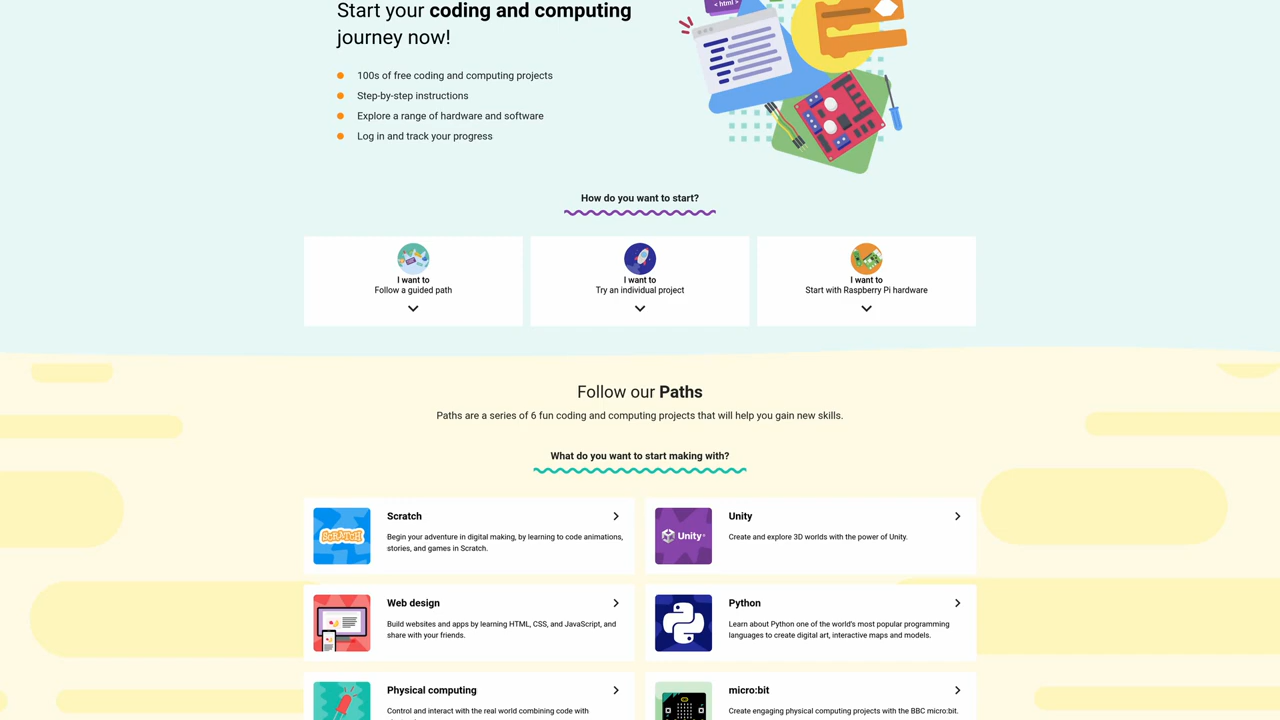 < html >
Start your coding and computing
journey now!
100s of free coding and computing projects
Step-by-step instructions
Explore a range of hardware and software
Log in and track your progress
How do you want to start?
I want to
Follow a guided path
I want to
Try an individual project
I want to
Start with Raspberry Pi hardware
Follow our Paths
Paths are a series of 6 fun coding and computing projects that will help you gain new skills.
What do you want to start making with?
SCRATCH
Scratch
Begin your adventure in digital making, by learning to code animations,
stories, and games in Scratch.
Unity
Unity
Create and explore 3D worlds with the power of Unity.
Web design
Build websites and apps by learning HTML, CSS, and JavaScript, and
share with your friends.
Python
Learn about Python one of the world's most popular programming
languages to create digital art, interactive maps and models.
Physical computing
Control and interact with the real world combining code with
micro:bit
Create engaging physical computing projects with the BBC micro:bit.